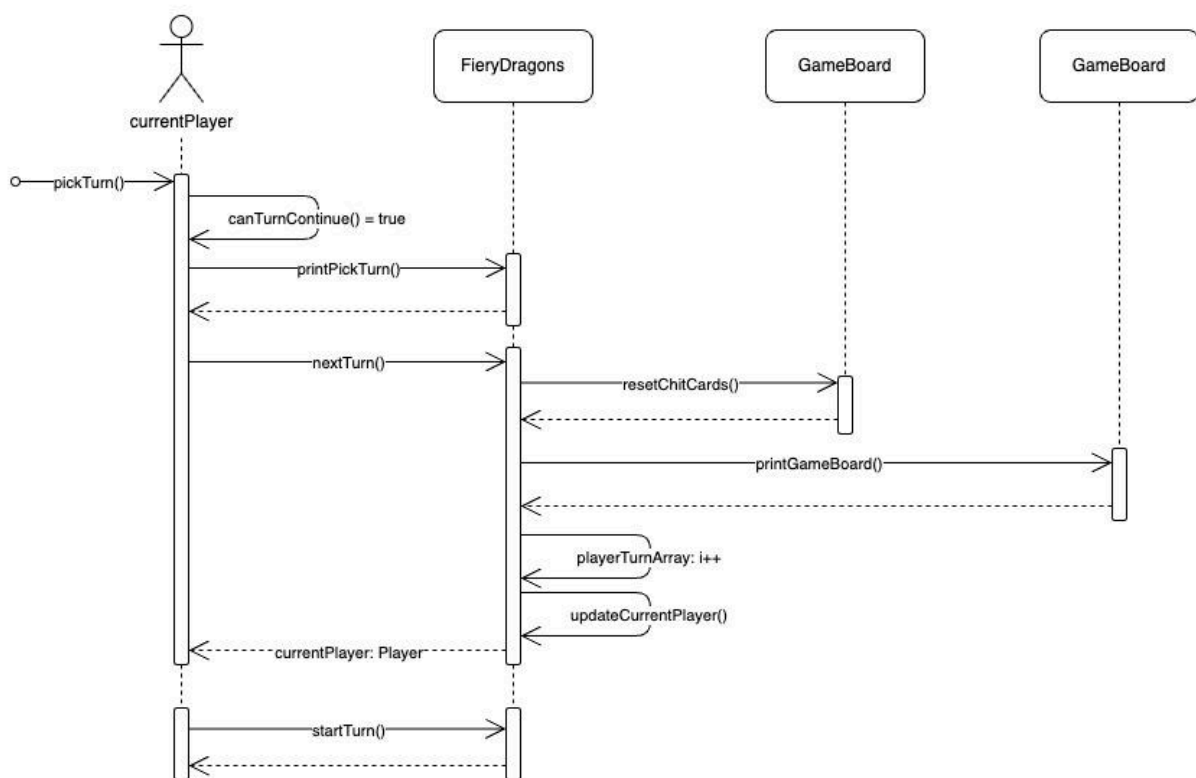 FieryDragons
GameBoard
GameBoard
currentPlayer
pickTurn()
canTurnContinue() = true
printPickTurn()
nextTurn()
resetChitCards()
printGameBoard()
playerTurnArray: i++
updateCurrentPlayer()
currentPlayer: Player
startTurn()